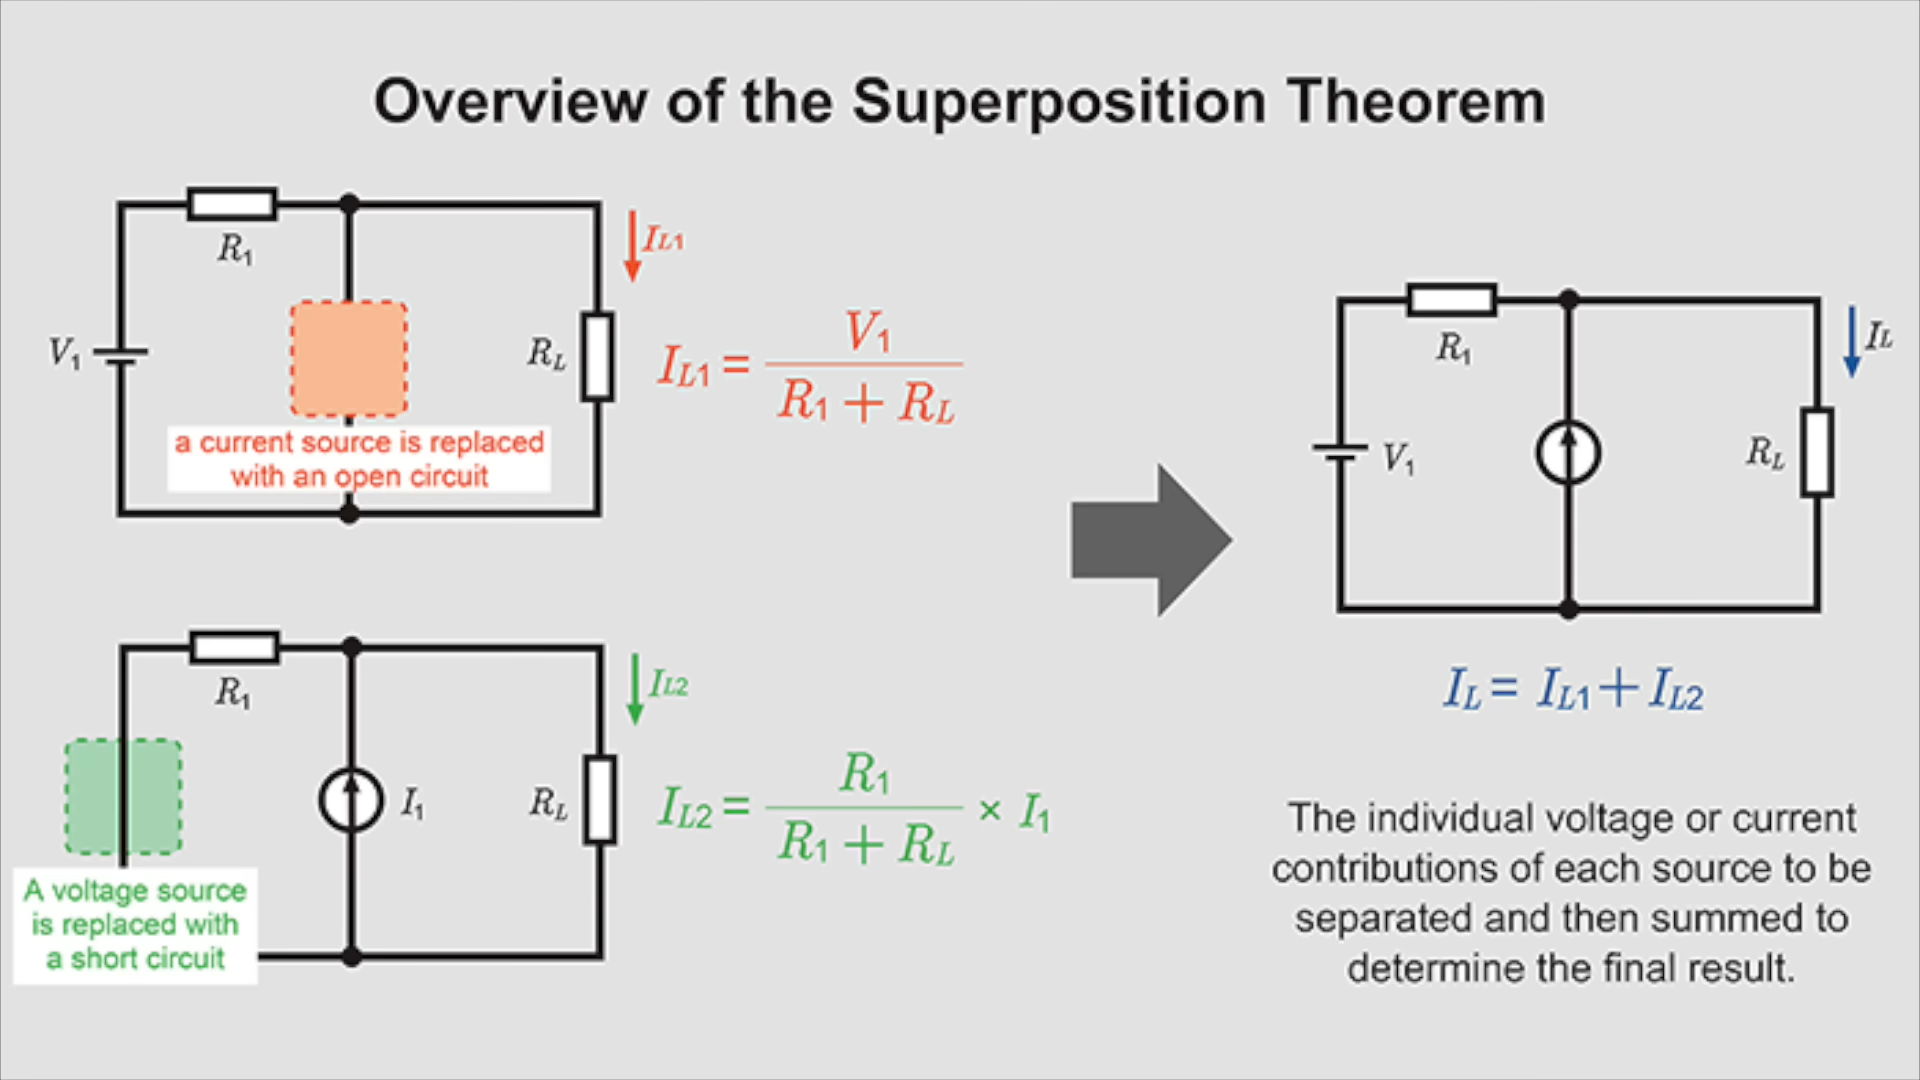 Overview of the Superposition Theorem
R1
V1
RL
IL1
a current source is replaced
with an open circuit
IL1 = V1 / R1 + RL
R1
I1
RL
IL2
A voltage source
is replaced with
a short circuit
IL2 = R1 / R1 + RL × I1
R1
V1
RL
IL
IL = IL1 + IL2
The individual voltage or current
contributions of each source to be
separated and then summed to
determine the final result.